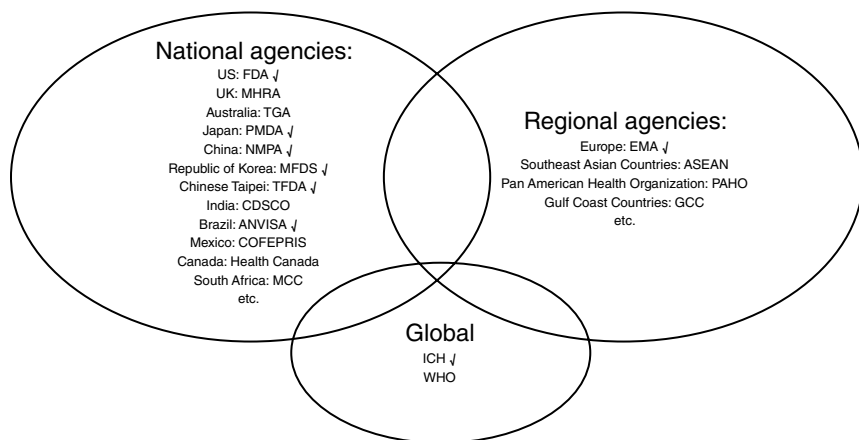 National agencies:
US: FDA √
UK: MHRA
Australia: TGA
Japan: PMDA √
China: NMPA √
Republic of Korea: MFDS √
Chinese Taipei: TFDA √
India: CDSCO
Brazil: ANVISA √
Mexico: COFEPRIS
Canada: Health Canada
South Africa: MCC
etc.
Regional agencies:
Europe: EMA √
Southeast Asian Countries: ASEAN
Pan American Health Organization: PAHO
Gulf Coast Countries: GCC
etc.
Global
ICH √
WHO